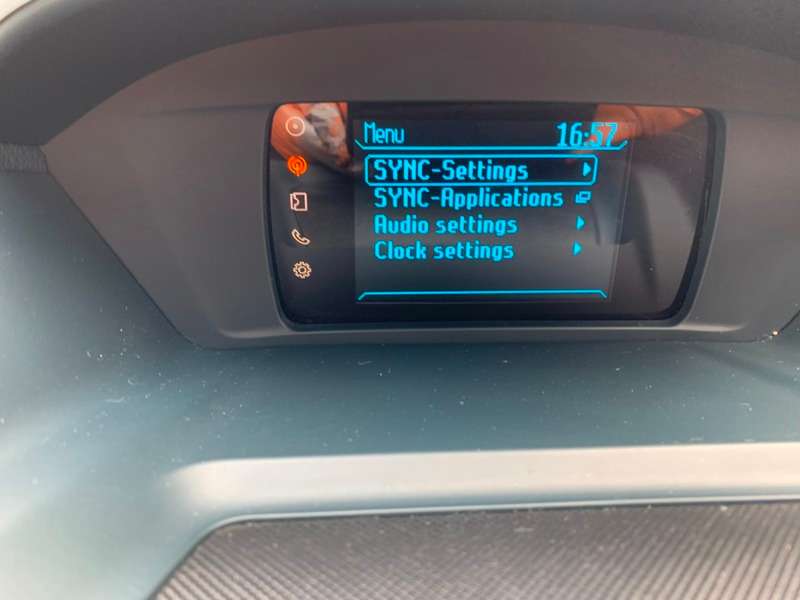 Menu 16:57
SYNC-Settings
SYNC-Applications
Audio settings
Clock settings